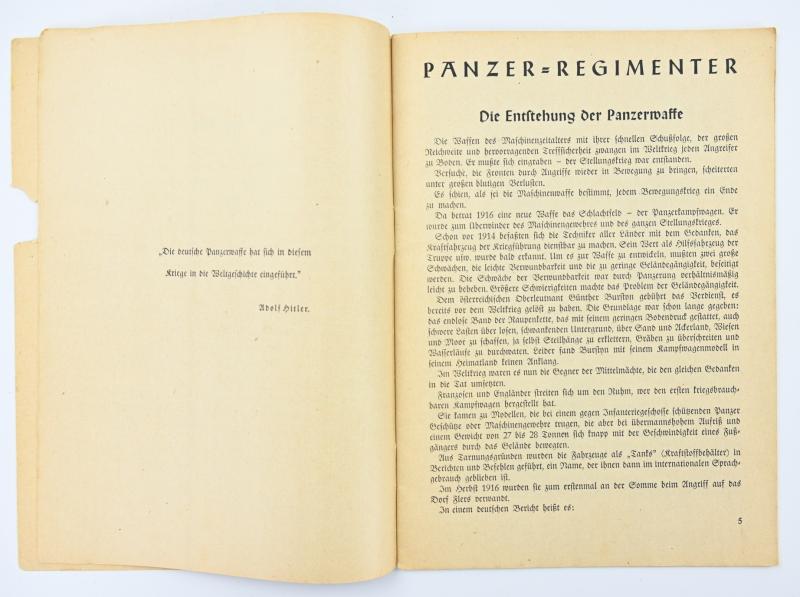 „Die deutsche Panzerwaffe hat sich in diesem
Kriege in die Weltgeschichte eingeführt.“
Adolf Hitler.
PANZER=REGIMENTER
Die Entstehung der Panzerwaffe
Die Waffen des Maschinenzeitalters mit ihrer schnellen Schußfolge, der großen
Reichweite und hervorragenden Treffsicherheit zwangen im Weltkrieg jeden Angreifer
zu Boden. Er mußte sich eingraben – der Stellungskrieg war entstanden.
Versuche, die Fronten durch Angriffe wieder in Bewegung zu bringen, scheiterten
unter großen blutigen Verlusten.
Es schien, als sei die Maschinenwaffe bestimmt, jedem Bewegungskrieg ein Ende
zu machen.
Da betrat 1916 eine neue Waffe das Schlachtfeld – der Panzerkampfwagen. Er
wurde zum Überwinder des Maschinengewehres und des ganzen Stellungskrieges.
Schon vor 1914 befaßten sich die Techniker aller Länder mit dem Gedanken, das
Kraftfahrzeug der Kriegführung dienstbar zu machen. Sein Wert als Hilfsfahrzeug der
Truppe usw. wurde bald erkannt. Um es zur Waffe zu entwickeln, mußten zwei große
Schwächen, die leichte Verwundbarkeit und die zu geringe Geländegängigkeit, beseitigt
werden. Die Schwäche der Verwundbarkeit war durch Panzerung verhältnismäßig
leicht zu beheben. Größere Schwierigkeiten machte das Problem der Geländegängigkeit.
Dem österreichischen Oberleutnant Günther Burstyn gebührt das Verdienst, es
bereits vor dem Weltkrieg gelöst zu haben. Die Grundlage war schon lange gegeben:
das endlose Band der Raupenkette, das mit seinem geringen Bodendruck gestattet, auch
schwere Lasten über losen, schwankenden Untergrund, über Sand und Ackerland, Wiesen
und Moor zu schaffen, ja selbst Steilhänge zu erklettern, Gräben zu überschreiten und
Wasserläufe zu durchwaten. Leider fand Burstyn mit seinem Kampfwagenmodell in
seinem Heimatland keinen Anklang.
Im Weltkrieg waren es nun die Gegner der Mittelmächte, die den gleichen Gedanken
in die Tat umsetzten.
Franzosen und Engländer streiten sich um den Ruhm, wer den ersten kriegsbrauch-
baren Kampfwagen hergestellt hat.
Sie kamen zu Modellen, die bei einem gegen Infanteriegeschosse schützenden Panzer
Geschütze oder Maschinengewehre trugen, die aber bei übermannshohem Aufriß und
einem Gewicht von 27 bis 28 Tonnen sich knapp mit der Geschwindigkeit eines Fuß-
gängers durch das Gelände bewegten.
Aus Tarnungsgründen wurden die Fahrzeuge als „Tanks“ (Kraftstoffbehälter) in
Berichten und Befehlen geführt, ein Name, der ihnen dann im internationalen Sprach-
gebrauch geblieben ist.
Im Herbst 1916 wurden sie zum erstenmal an der Somme beim Angriff auf das
Dorf Flers verwandt.
In einem deutschen Bericht heißt es:
5